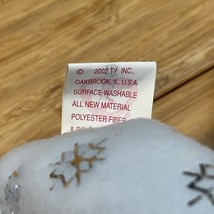 © 2002 TY INC.,
OAKBROOK, IL. U.S.A.
SURFACE WASHABLE
ALL NEW MATERIAL
POLYESTER FIBER